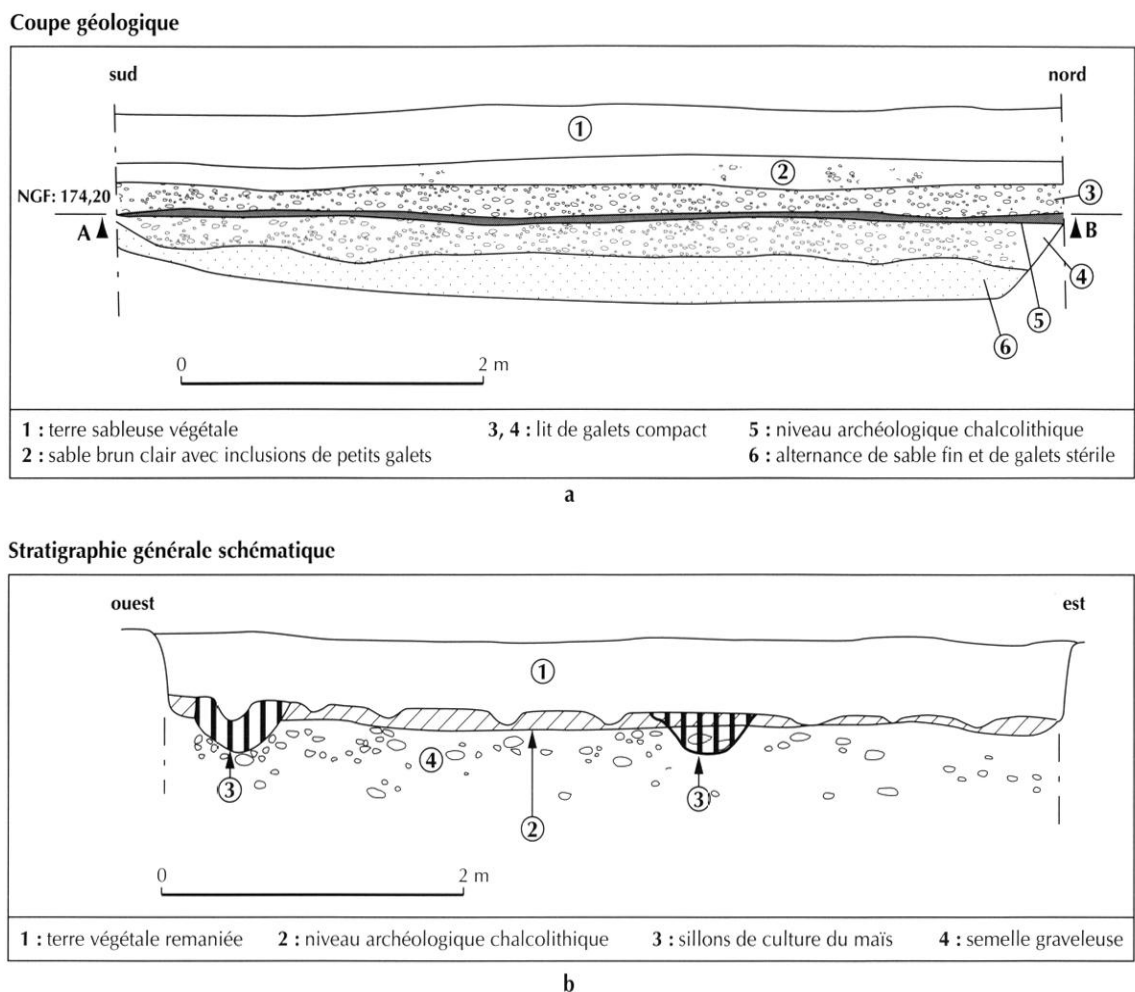 Coupe géologique
sud
nord
1
2
NGF: 174,20
3
A
B
4
5
6
0
2 m
1 : terre sableuse végétale
3, 4 : lit de galets compact
5 : niveau archéologique chalcolithique
2 : sable brun clair avec inclusions de petits galets
6 : alternance de sable fin et de galets stérile
a
Stratigraphie générale schématique
ouest
est
1
4
3
3
2
0
2 m
1 : terre végétale remaniée
2 : niveau archéologique chalcolithique
3 : sillons de culture du maïs
4 : semelle graveleuse
b